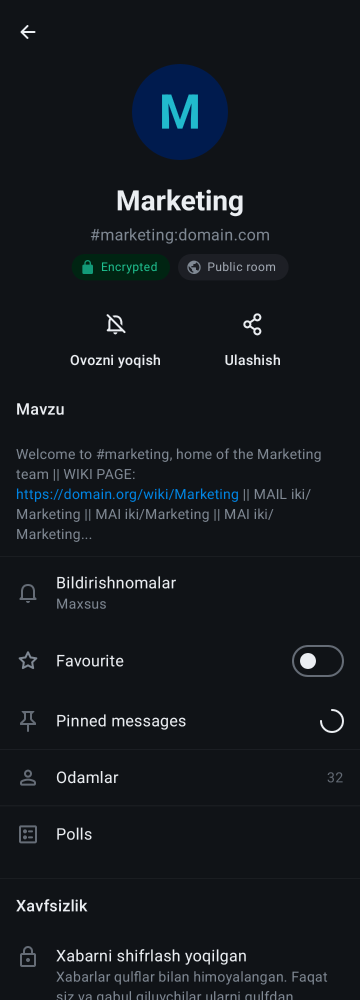 M
Marketing
#marketing:domain.com
Encrypted
Public room
Ovozni yoqish
Ulashish
Mavzu
Welcome to #marketing, home of the Marketing
team || WIKI PAGE:
https://domain.org/wiki/Marketing || MAIL iki/
Marketing || MAI iki/Marketing || MAI iki/
Marketing...
Bildirishnomalar
Maxsus
Favourite
Pinned messages
Odamlar 32
Polls
Xavfsizlik
Xabarni shifrlash yoqilgan
Xabarlar qulflar bilan himoyalangan. Faqat
siz va qabul qiluvchilar ularni qulfdan